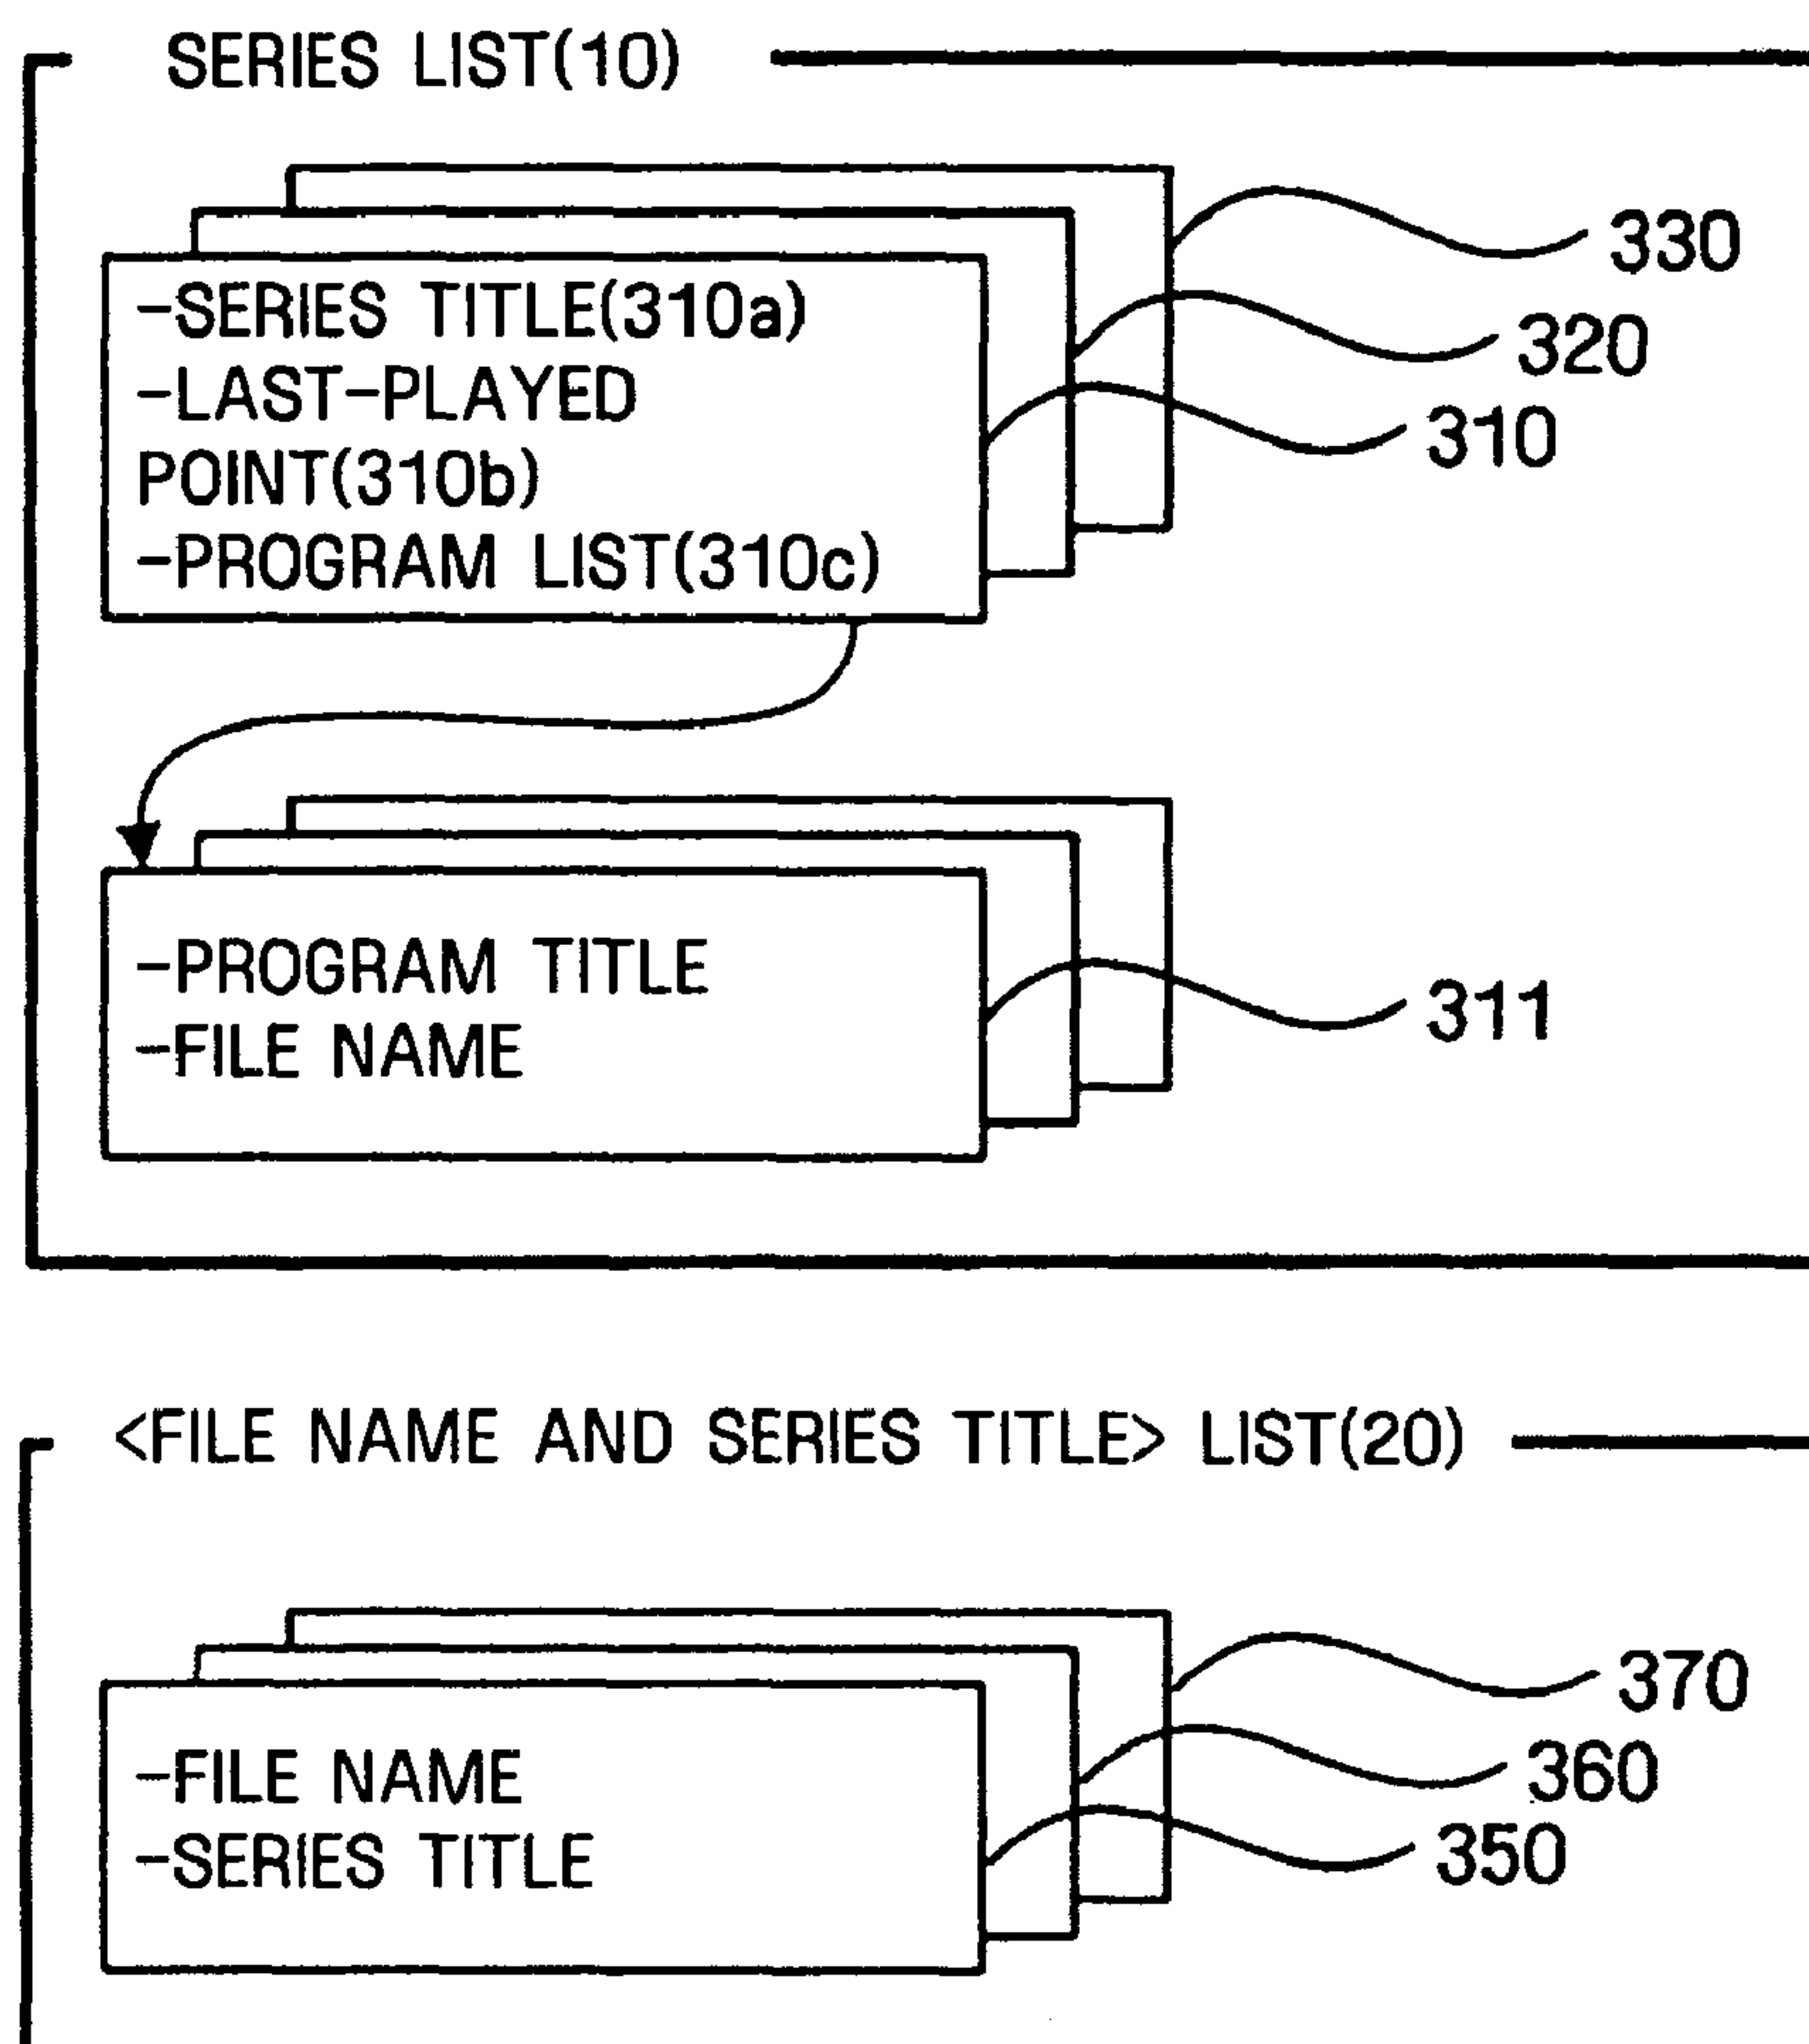 SERIES LIST(10)
330
-SERIES TITLE(310a)
320
-LAST-PLAYED
310
POINT(310b)
-PROGRAM LIST(310c)
-PROGRAM TITLE
311
-FILE NAME
<FILE NAME AND SERIES TITLE> LIST(20)
370
-FILE NAME
360
-SERIES TITLE
350